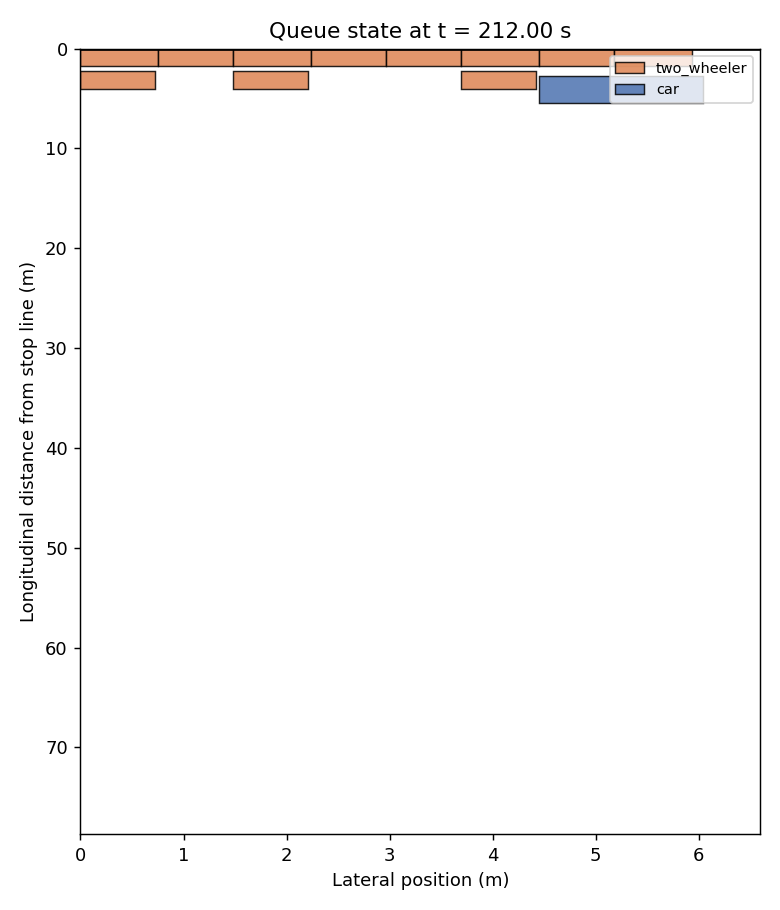 Queue state at t = 212.00 s
two_wheeler
car
0
10
20
30
40
50
60
70
Longitudinal distance from stop line (m)
0 1 2 3 4 5 6
Lateral position (m)